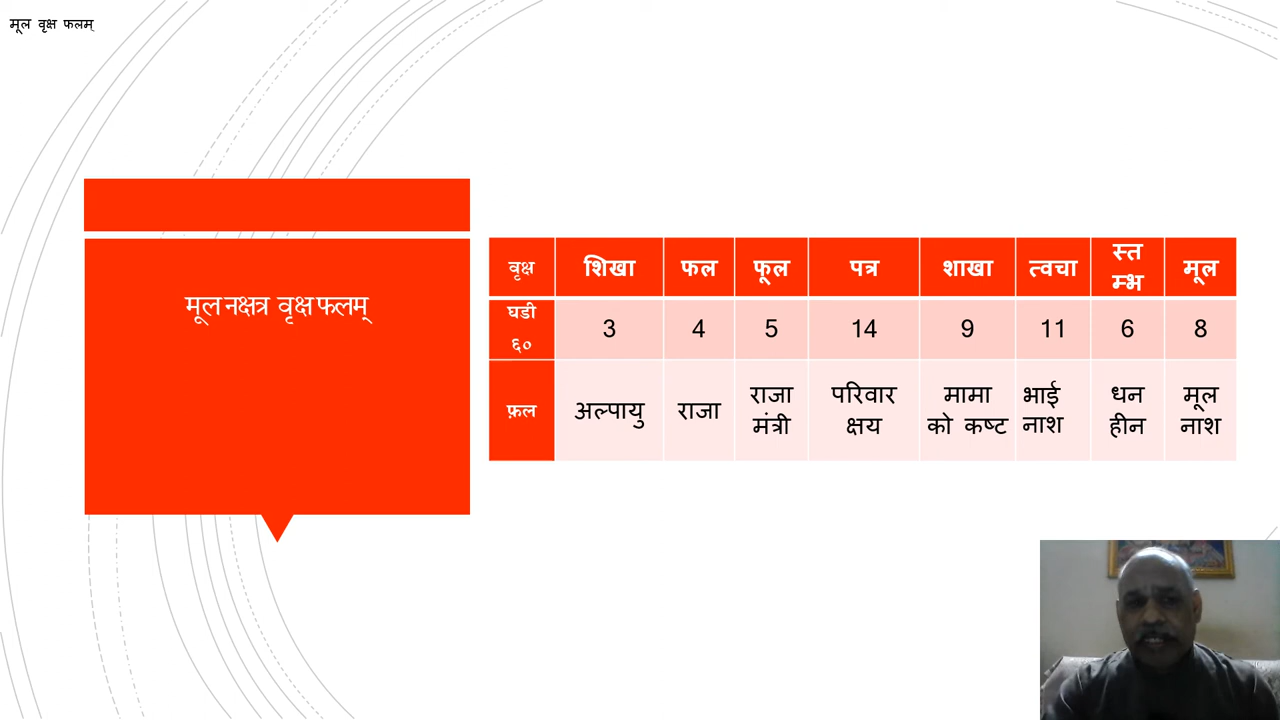 मूल वृक्ष फलम्
मूल नक्षत्र वृक्ष फलम्
वृक्ष शिखा फल फूल पत्र शाखा त्वचा स्त
म्भ मूल
घडी
६० 3 4 5 14 9 11 6 8
फ़ल अल्पायु राजा राजा
मंत्री परिवार
क्षय मामा
को कष्ट भाई
नाश धन
हीन मूल
नाश